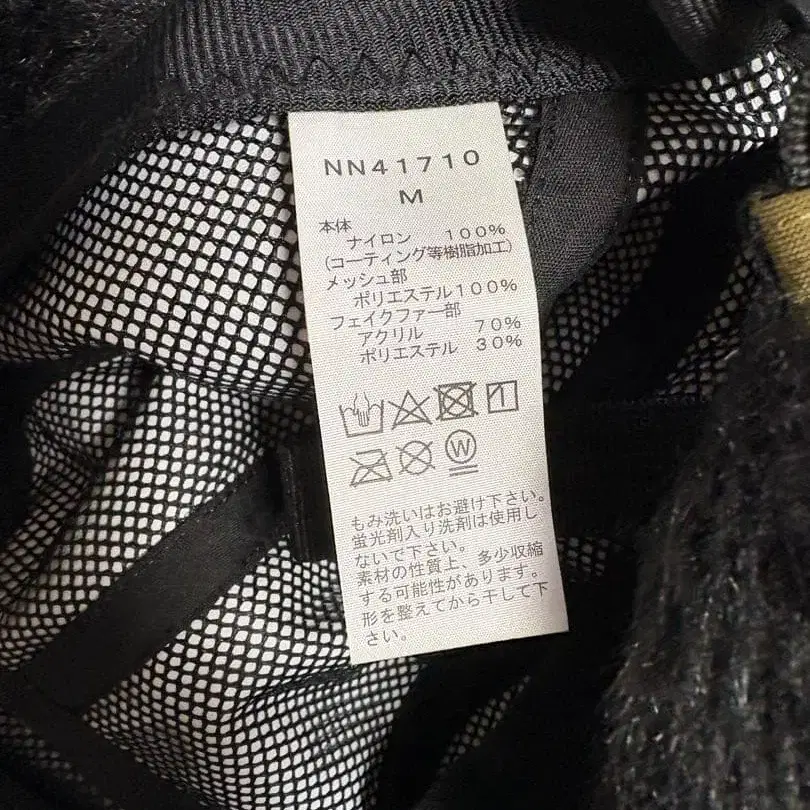 NN41710
M
本体
ナイロン 100%
(コーティング等樹脂加工)
メッシュ部
ポリエステル100%
フェイクファー部
アクリル 70%
ポリエステル 30%
W
もみ洗いはお避け下さい。
蛍光剤入り洗剤は使用し
ないで下さい。
素材の性質上、多少収縮
する可能性があります。
形を整えてから干して下
さい。